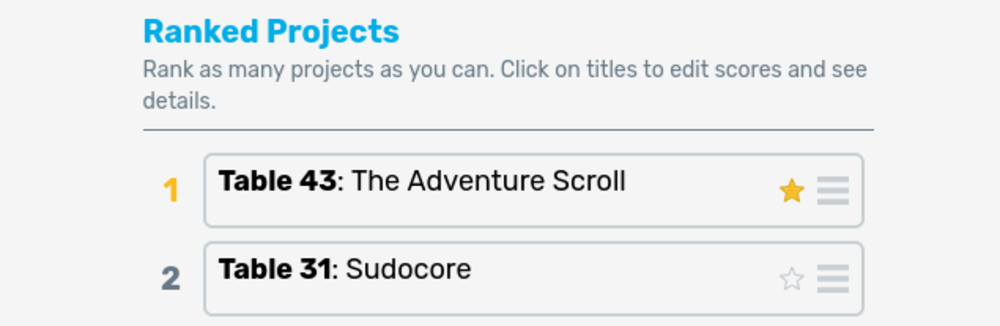 Ranked Projects
Rank as many projects as you can. Click on titles to edit scores and see
details.
1
Table 43: The Adventure Scroll
2
Table 31: Sudocore